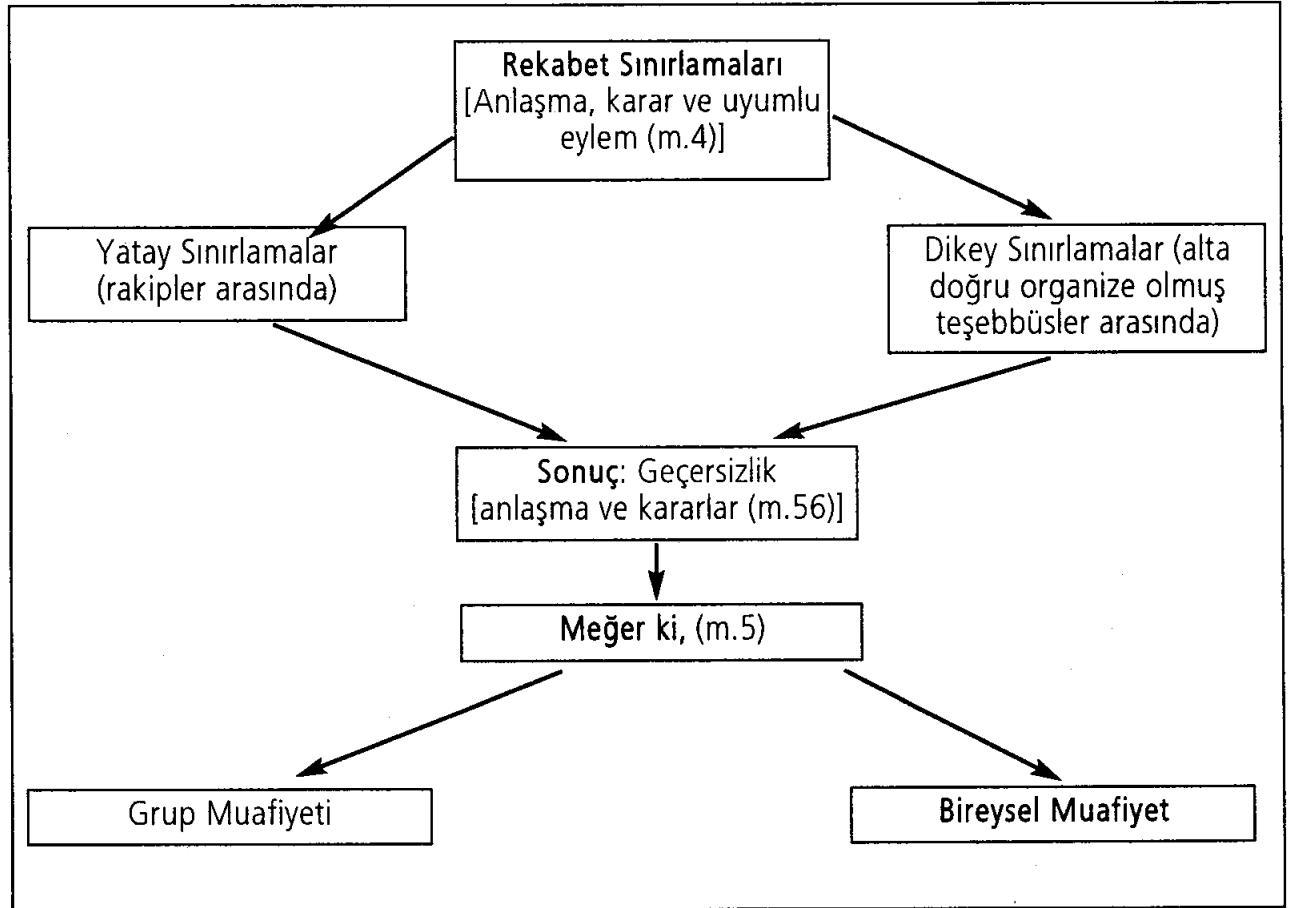 Rekabet Sınırlamaları
[Anlaşma, karar ve uyumlu
eylem (m.4)]
Yatay Sınırlamalar
(rakipler arasında)
Dikey Sınırlamalar (alta
doğru organize olmuş
teşebbüsler arasında)
Sonuç: Geçersizlik
[anlaşma ve kararlar (m.56)]
Meğer ki, (m.5)
Grup Muafiyeti
Bireysel Muafiyet